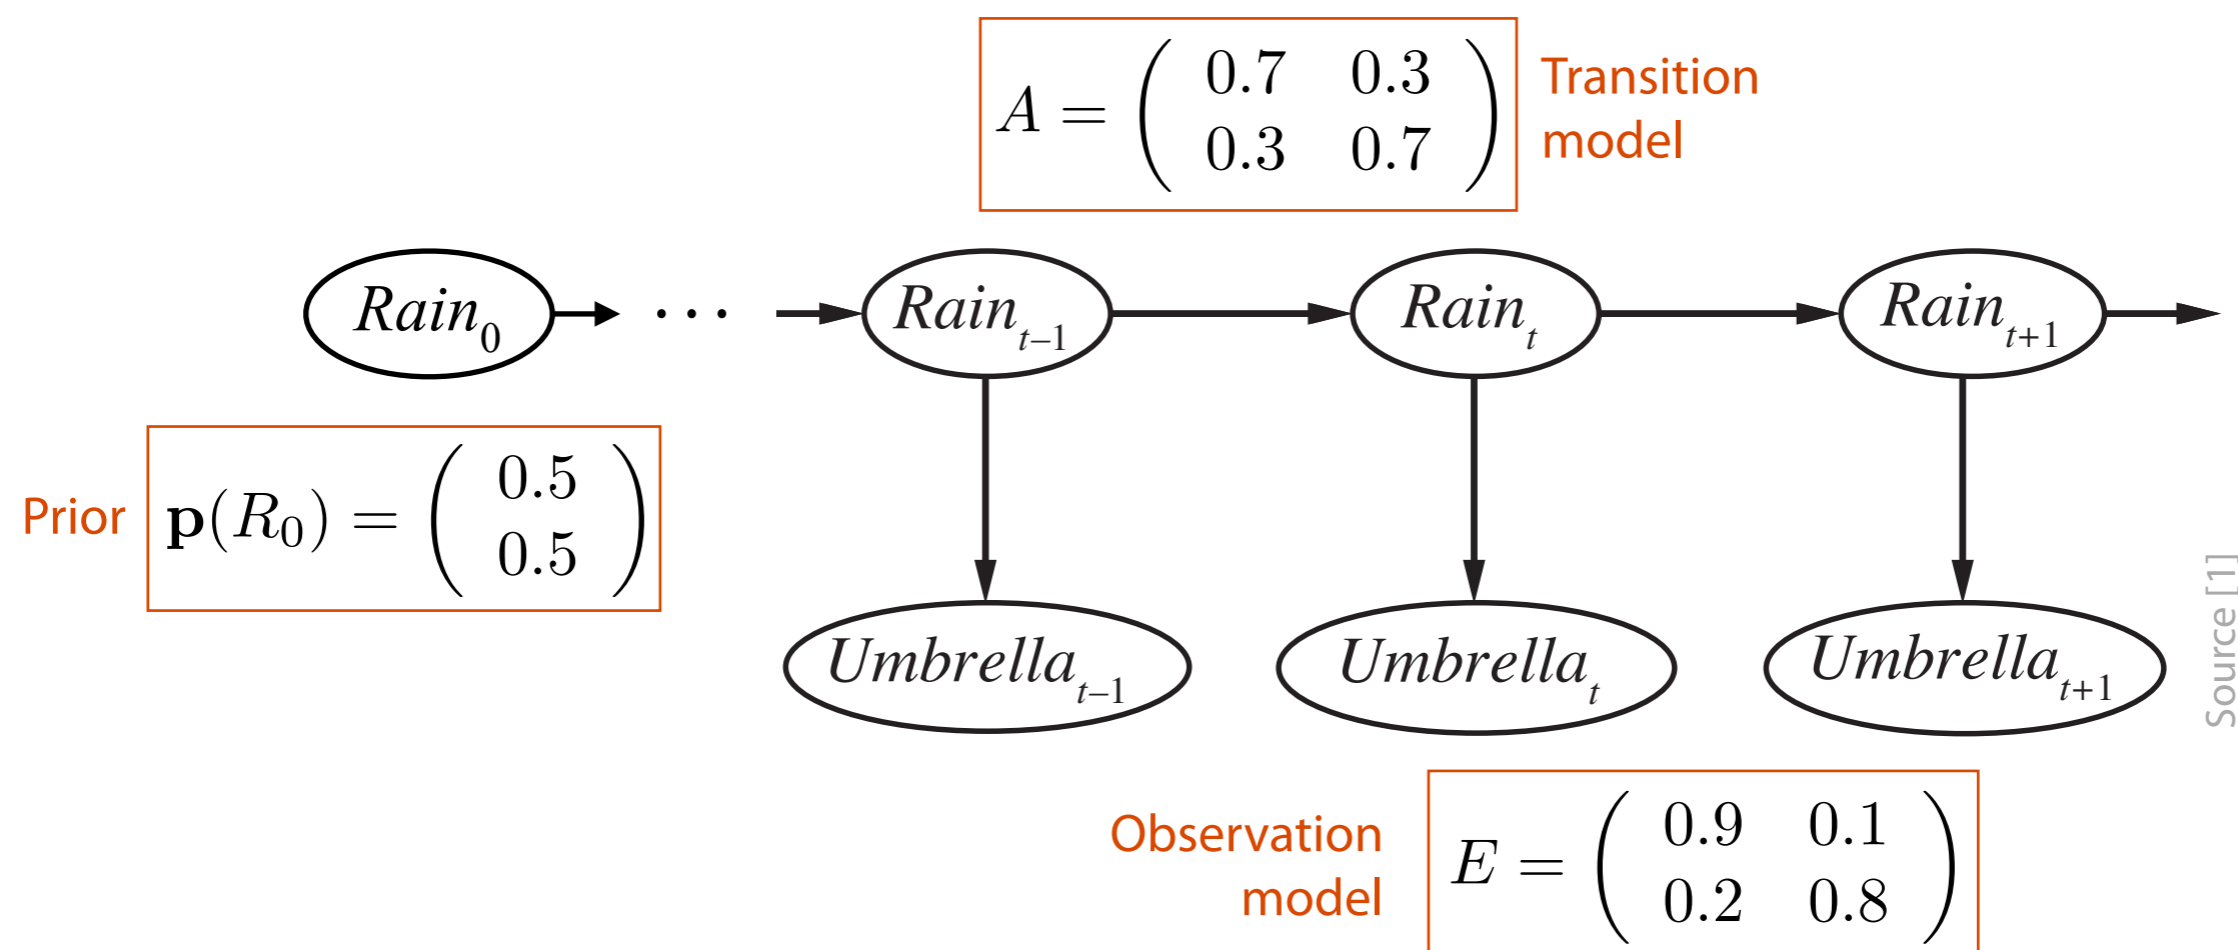 A = ( 0.7 0.3
0.3 0.7 )
Transition
model
Rain₀
· · ·
Rainₜ₋₁
Rainₜ
Rainₜ₊₁
Prior
p(R₀) = ( 0.5
0.5 )
Umbrellaₜ₋₁
Umbrellaₜ
Umbrellaₜ₊₁
Source [1]
Observation
model
E = ( 0.9 0.1
0.2 0.8 )